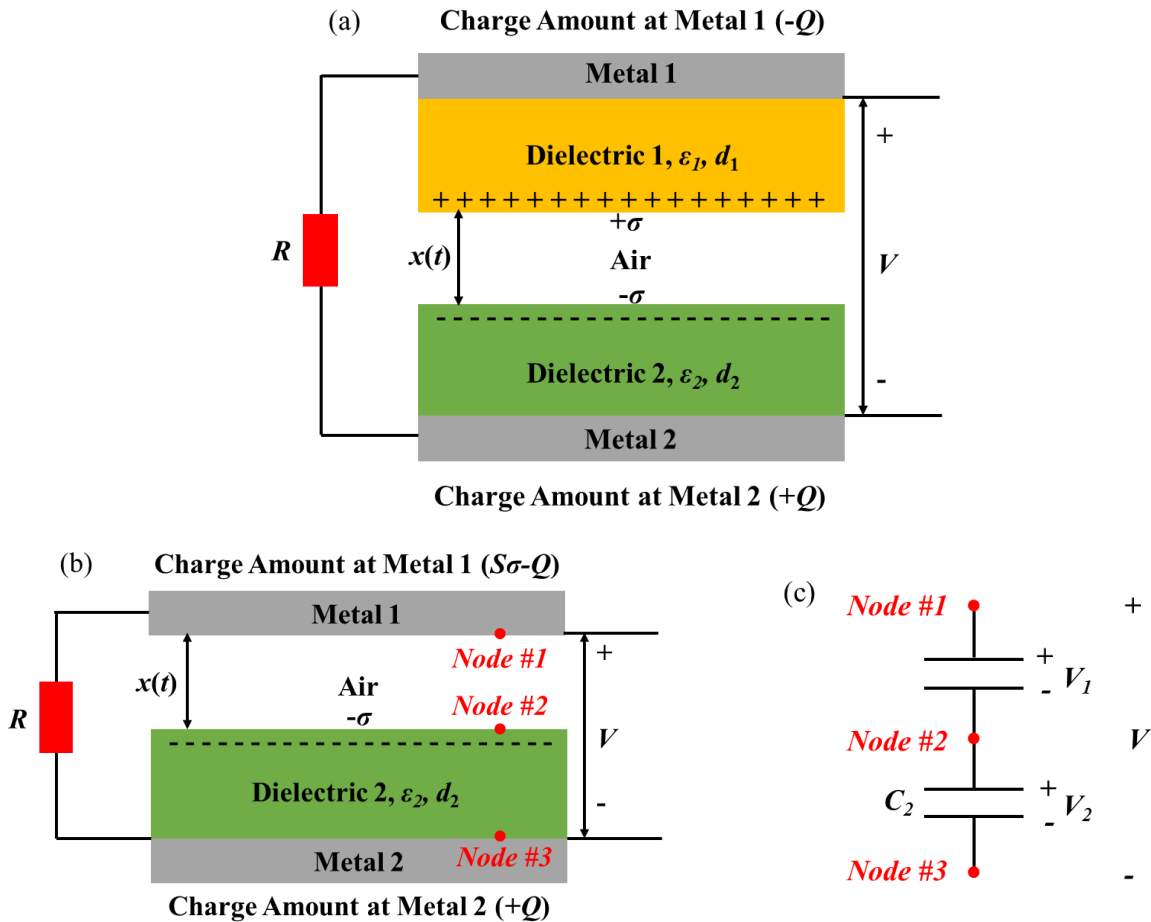 (a)
Charge Amount at Metal 1 (-Q)
Metal 1
Dielectric 1, ε1, d1
+ + + + + + + + + + + + + + + +
+σ
R
x(t)
Air
V
+
-
-σ
- - - - - - - - - - - - - - - - - - - - - - - -
Dielectric 2, ε2, d2
Metal 2
Charge Amount at Metal 2 (+Q)
(b)
Charge Amount at Metal 1 (Sσ-Q)
Metal 1
Node #1
+
x(t)
Air
Node #2
-σ
R
V
- - - - - - - - - - - - - - - - - - - - - - - -
Dielectric 2, ε2, d2
-
Node #3
Metal 2
Charge Amount at Metal 2 (+Q)
(c)
Node #1
+
+
V1
-
Node #2
V
C2
+
V2
-
Node #3
-